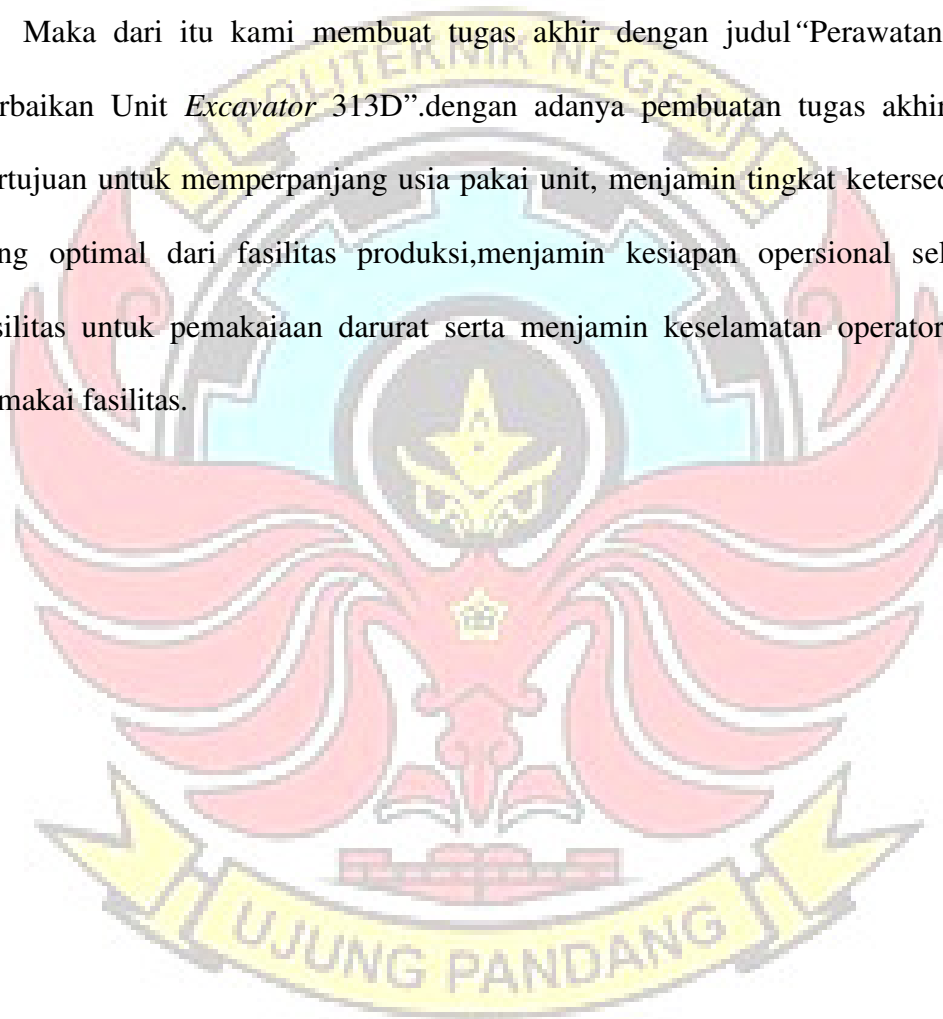 Maka dari itu kami membuat tugas akhir dengan judul “Perawatan
rbaikan Unit Excavator 313D”.dengan adanya pembuatan tugas akhir
rtujuan untuk memperpanjang usia pakai unit, menjamin tingkat ketersed
ng optimal dari fasilitas produksi,menjamin kesiapan opersional sel
silitas untuk pemakaiaan darurat serta menjamin keselamatan operator
makai fasilitas.
POLITEKNIK NEGERI
UJUNG PANDANG